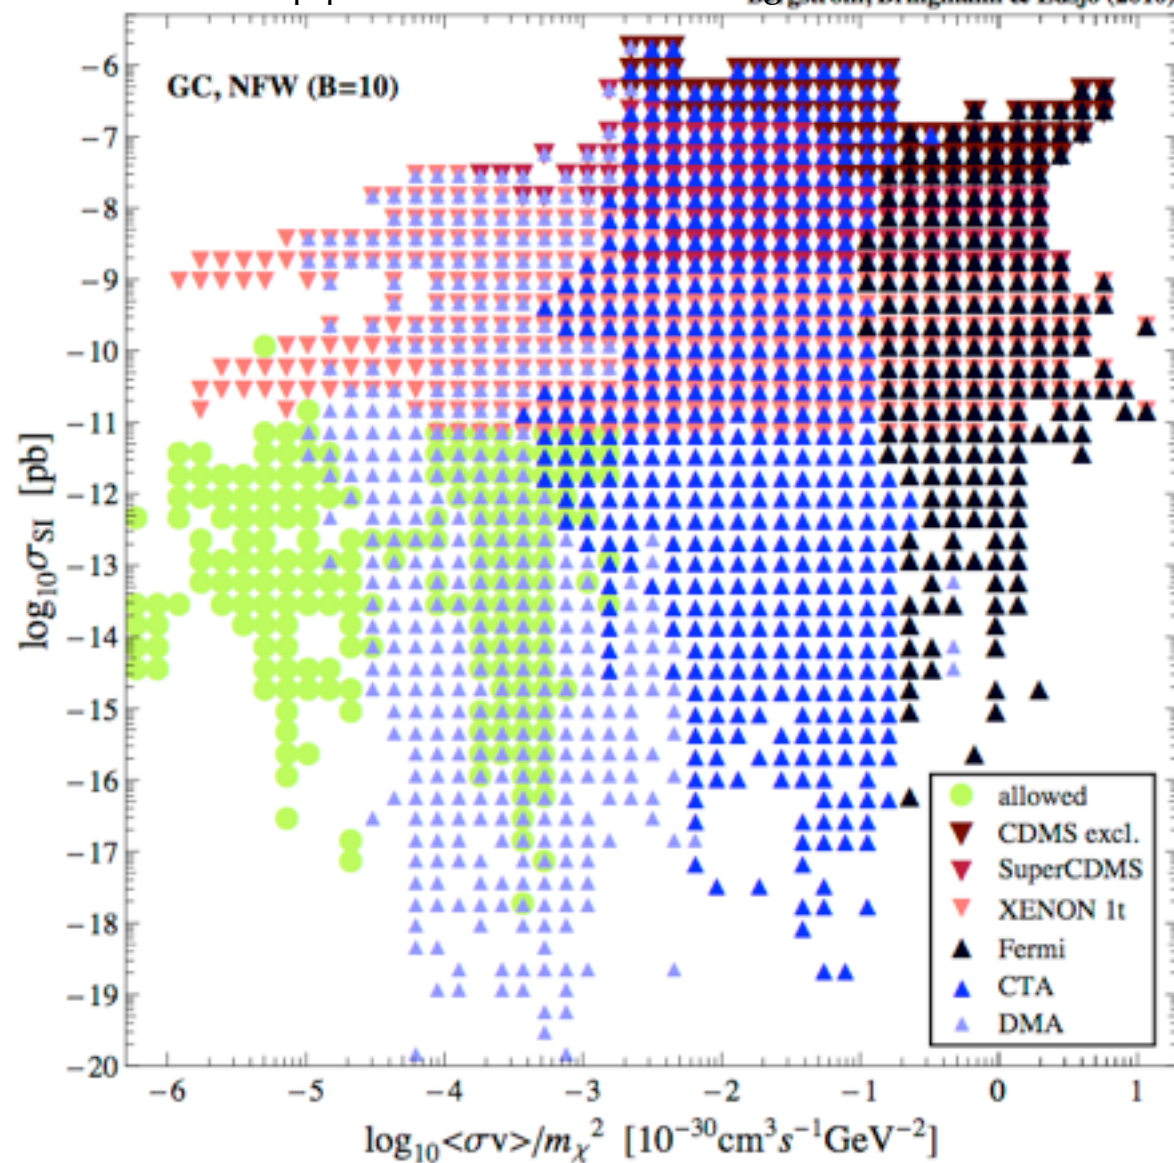 GC, NFW (B=10)
−6
−7
−8
−9
−10
−11
−12
−13
−14
−15
−16
−17
−18
−19
−20
log₁₀σ_SI [pb]
allowed
CDMS excl.
SuperCDMS
XENON 1t
Fermi
CTA
DMA
−6 −5 −4 −3 −2 −1 0 1
log₁₀<σv>/m_χ² [10⁻³⁰cm³s⁻¹GeV⁻²]